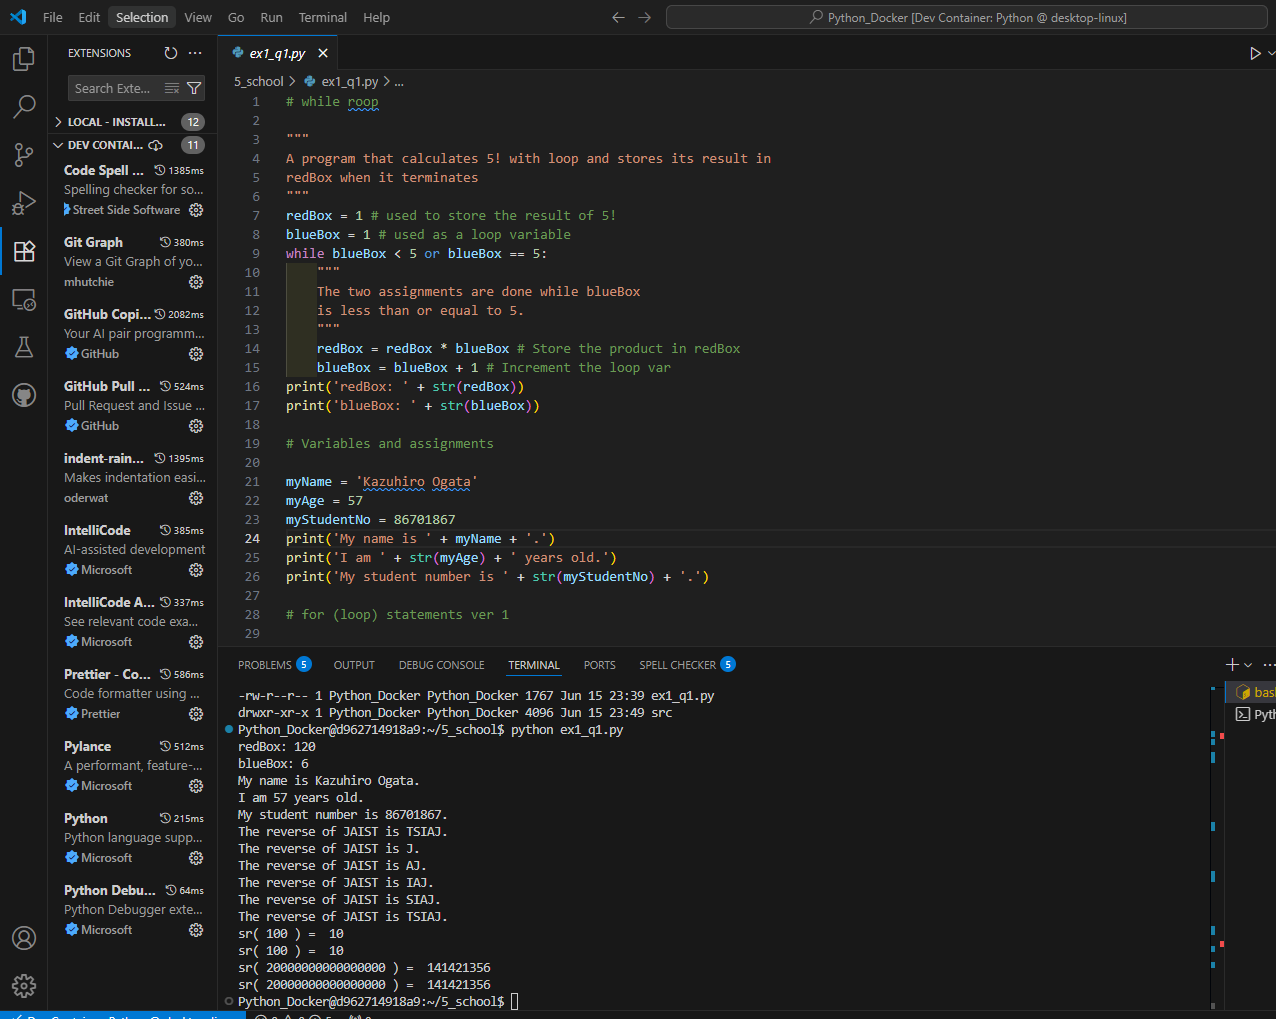 File Edit Selection View Go Run Terminal Help
Python_Docker [Dev Container: Python @ desktop-linux]
EXTENSIONS
Search Exte...
LOCAL - INSTALL... 12
DEV CONTAI... 11
Code Spell ... 1385ms
Spelling checker for so...
Street Side Software
Git Graph 380ms
View a Git Graph of yo...
mhutchie
GitHub Copi... 2082ms
Your AI pair programm...
GitHub
GitHub Pull ... 524ms
Pull Request and Issue ...
GitHub
indent-rain... 1395ms
Makes indentation easi...
oderwat
IntelliCode 385ms
AI-assisted development
Microsoft
IntelliCode A... 337ms
See relevant code exa...
Microsoft
Prettier - Co... 586ms
Code formatter using ...
Prettier
Pylance 512ms
A performant, feature-...
Microsoft
Python 215ms
Python language supp...
Microsoft
Python Debu... 64ms
Python Debugger exte...
Microsoft
ex1_q1.py
5_school > ex1_q1.py > ...
1 # while roop
2
3 """
4 A program that calculates 5! with loop and stores its result in
5 redBox when it terminates
6 """
7 redBox = 1 # used to store the result of 5!
8 blueBox = 1 # used as a loop variable
9 while blueBox < 5 or blueBox == 5:
10 """
11 The two assignments are done while blueBox
12 is less than or equal to 5.
13 """
14 redBox = redBox * blueBox # Store the product in redBox
15 blueBox = blueBox + 1 # Increment the loop var
16 print('redBox: ' + str(redBox))
17 print('blueBox: ' + str(blueBox))
18
19 # Variables and assignments
20
21 myName = 'Kazuhiro Ogata'
22 myAge = 57
23 myStudentNo = 86701867
24 print('My name is ' + myName + '.')
25 print('I am ' + str(myAge) + ' years old.')
26 print('My student number is ' + str(myStudentNo) + '.')
27
28 # for (loop) statements ver 1
29
PROBLEMS 5 OUTPUT DEBUG CONSOLE TERMINAL PORTS SPELL CHECKER 5
-rw-r--r-- 1 Python_Docker Python_Docker 1767 Jun 15 23:39 ex1_q1.py
drwxr-xr-x 1 Python_Docker Python_Docker 4096 Jun 15 23:49 src
Python_Docker@d962714918a9:~/5_school$ python ex1_q1.py
redBox: 120
blueBox: 6
My name is Kazuhiro Ogata.
I am 57 years old.
My student number is 86701867.
The reverse of JAIST is TSIAJ.
The reverse of JAIST is J.
The reverse of JAIST is AJ.
The reverse of JAIST is IAJ.
The reverse of JAIST is SIAJ.
The reverse of JAIST is TSIAJ.
sr( 100 ) = 10
sr( 100 ) = 10
sr( 20000000000000000 ) = 141421356
sr( 20000000000000000 ) = 141421356
Python_Docker@d962714918a9:~/5_school$
bas
Pyth